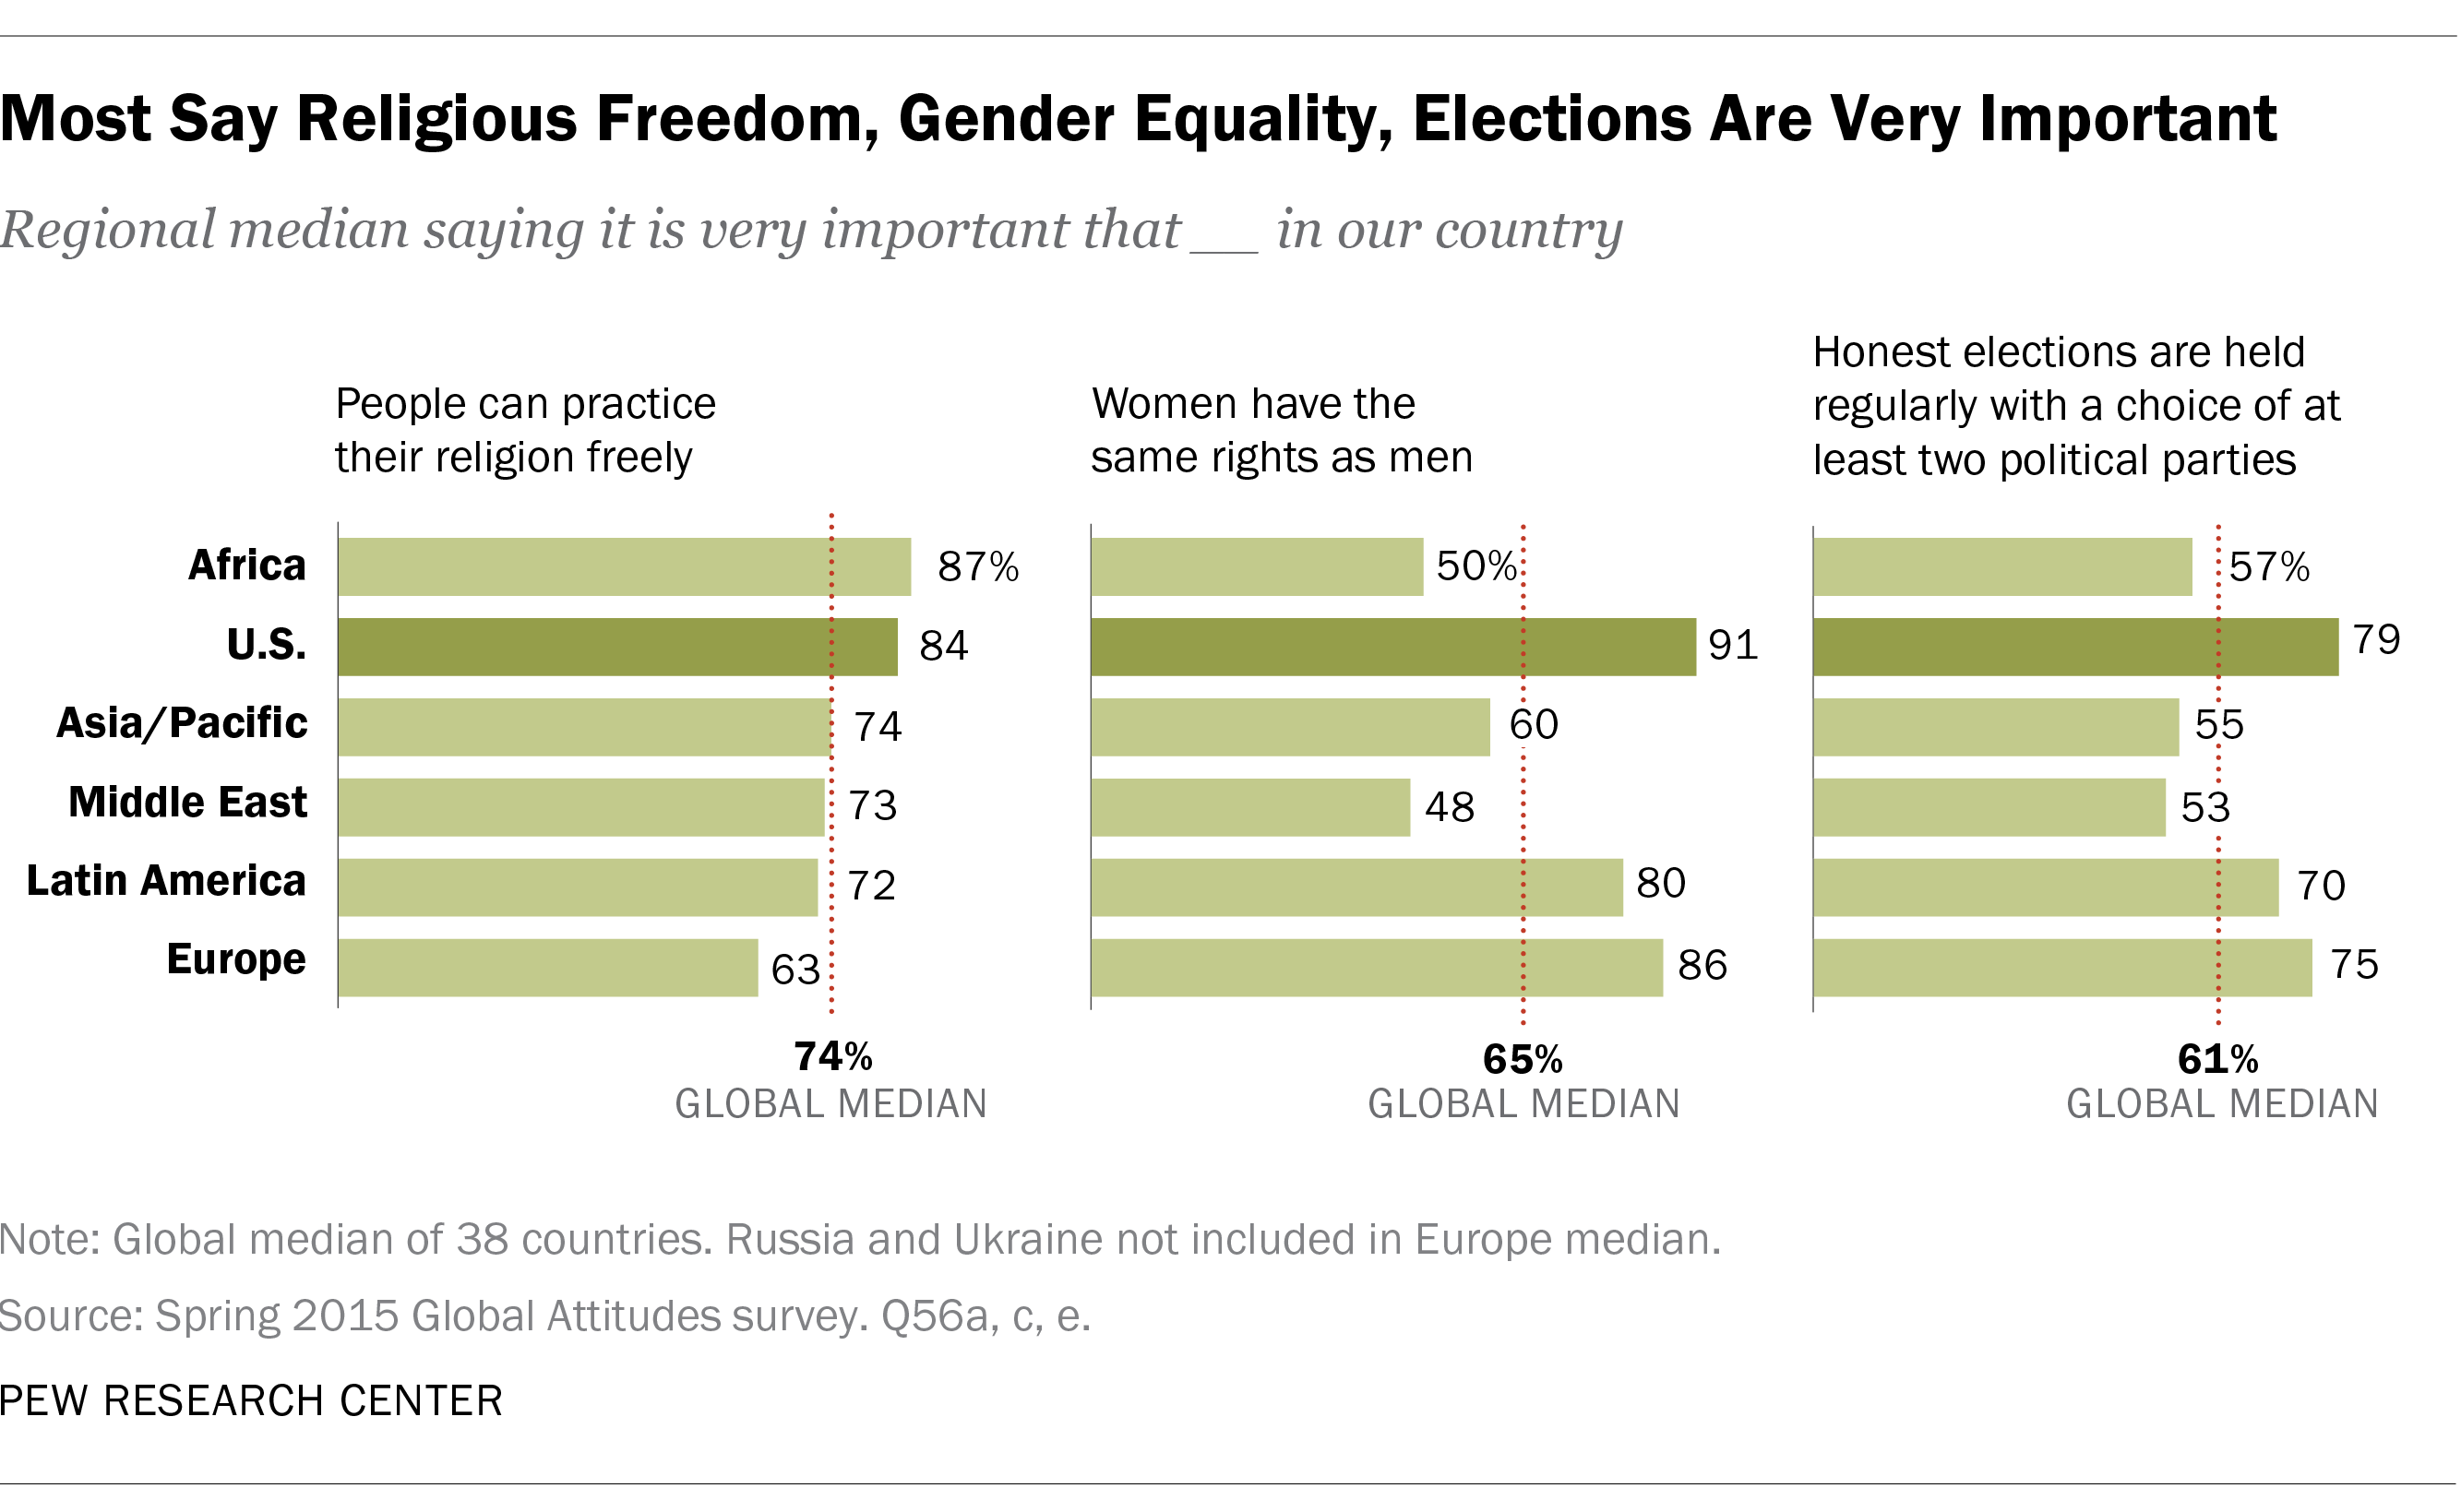 Most Say Religious Freedom, Gender Equality, Elections Are Very Important
Regional median saying it is very important that ___ in our country
People can practice
their religion freely
Women have the
same rights as men
Honest elections are held
regularly with a choice of at
least two political parties
Africa 87% 50% 57%
U.S. 84 91 79
Asia/Pacific 74 60 55
Middle East 73 48 53
Latin America 72 80 70
Europe 63 86 75
74% 65% 61%
GLOBAL MEDIAN GLOBAL MEDIAN GLOBAL MEDIAN
Note: Global median of 38 countries. Russia and Ukraine not included in Europe median.
Source: Spring 2015 Global Attitudes survey. Q56a, c, e.
PEW RESEARCH CENTER